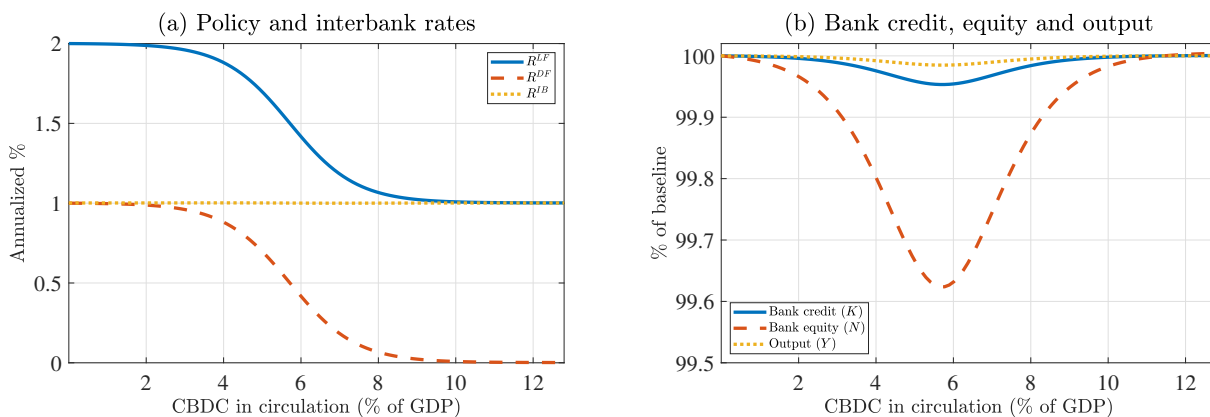 (a) Policy and interbank rates
2
1.5
1
0.5
0
Annualized %
R^{LF}
R^{DF}
R^{IB}
2 4 6 8 10 12
CBDC in circulation (% of GDP)
(b) Bank credit, equity and output
100
99.9
99.8
99.7
99.6
99.5
% of baseline
Bank credit (K)
Bank equity (N)
Output (Y)
2 4 6 8 10 12
CBDC in circulation (% of GDP)